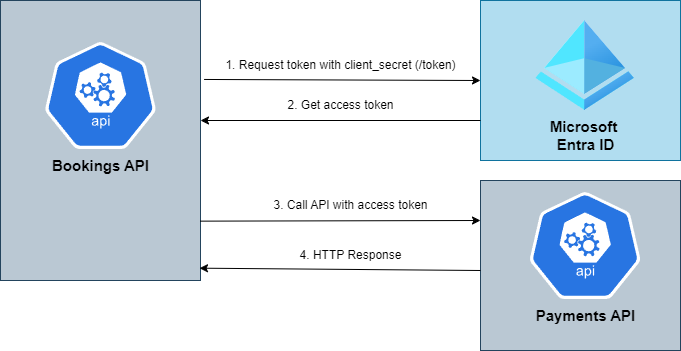 1. Request token with client_secret (/token)
2. Get access token
api
Bookings API
Microsoft
Entra ID
3. Call API with access token
4. HTTP Response
api
Payments API